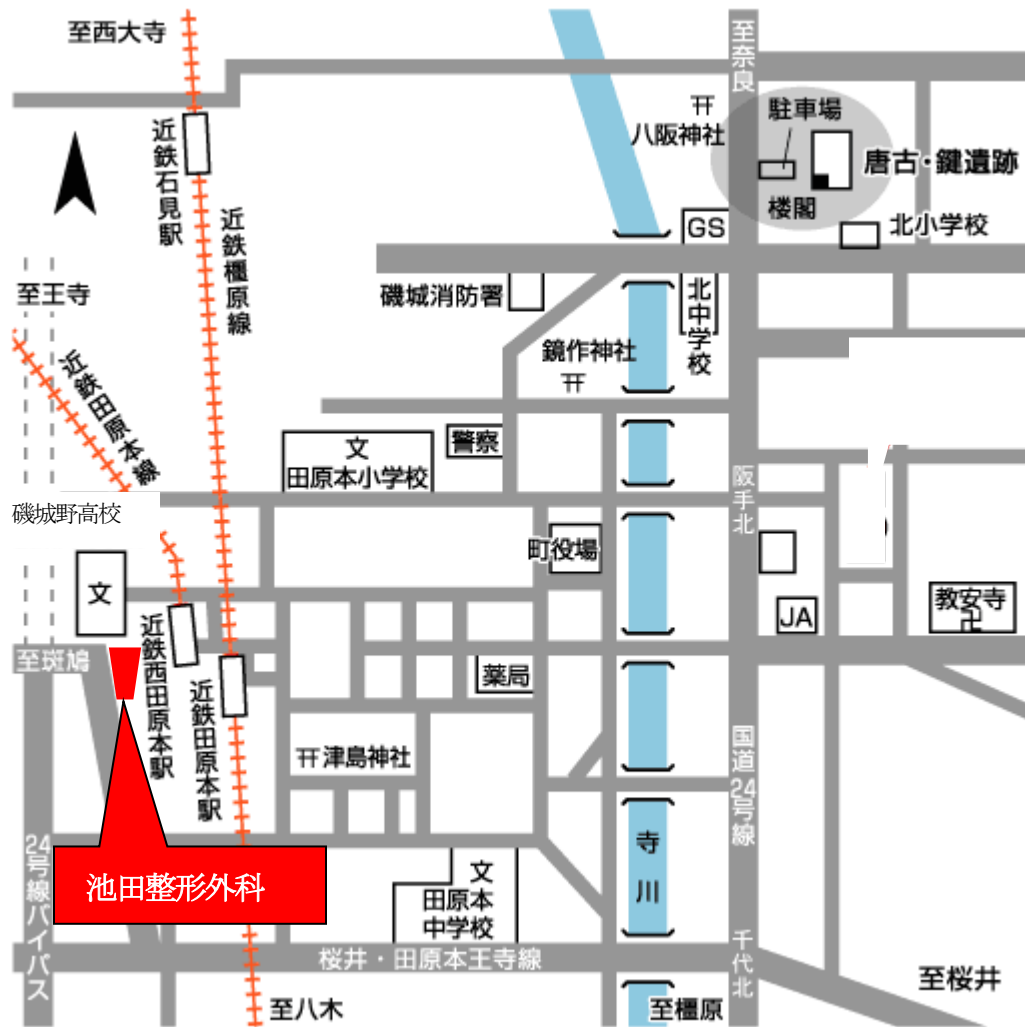 至西大寺
至奈良
駐車場
八阪神社
唐古・鍵遺跡
楼閣
近鉄石見駅
近鉄橿原線
GS
北小学校
至王寺
磯城消防署
北中学校
鏡作神社
近鉄田原本線
警察
文
田原本小学校
阪手北
磯城野高校
町役場
文
JA
教安寺
卍
至斑鳩
近鉄西田原本駅
近鉄田原本駅
薬局
津島神社
国道24号線
24号線バイパス
池田整形外科
寺川
文
田原本
中学校
桜井・田原本王寺線
千代北
至桜井
至八木
至橿原